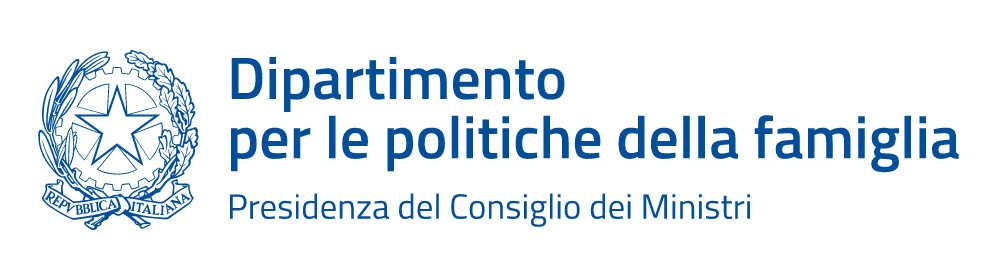 Dipartimento
per le politiche della famiglia
Presidenza del Consiglio dei Ministri
REPVBBLICA ITALIANA